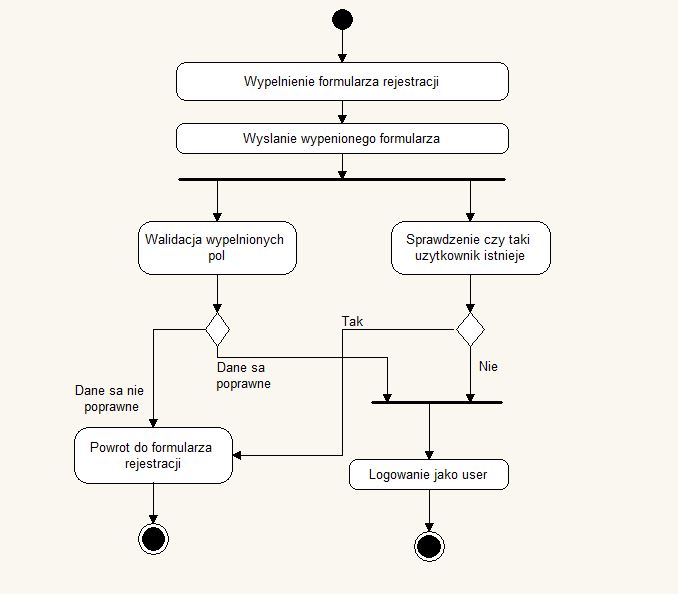 Wypelnienie formularza rejestracji
Wyslanie wypenionego formularza
Walidacja wypelnionych
pol
Sprawdzenie czy taki
uzytkownik istnieje
Tak
Dane sa
poprawne
Nie
Dane sa nie
poprawne
Powrot do formularza
rejestracji
Logowanie jako user